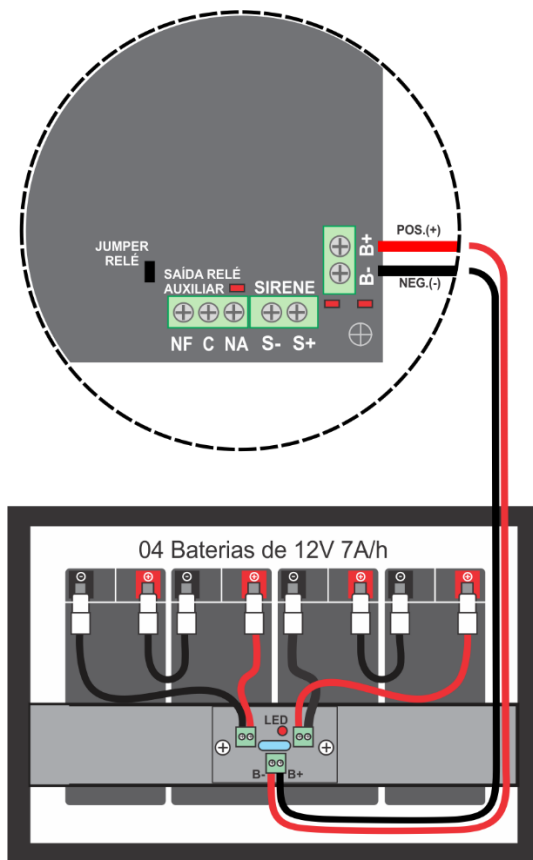 POS.(+)
B+
B-
NEG.(-)
JUMPER
RELÉ
SAÍDA RELÉ
AUXILIAR
SIRENE
NF C NA S- S+
04 Baterias de 12V 7A/h
- + - + - + - +
LED
B- B+